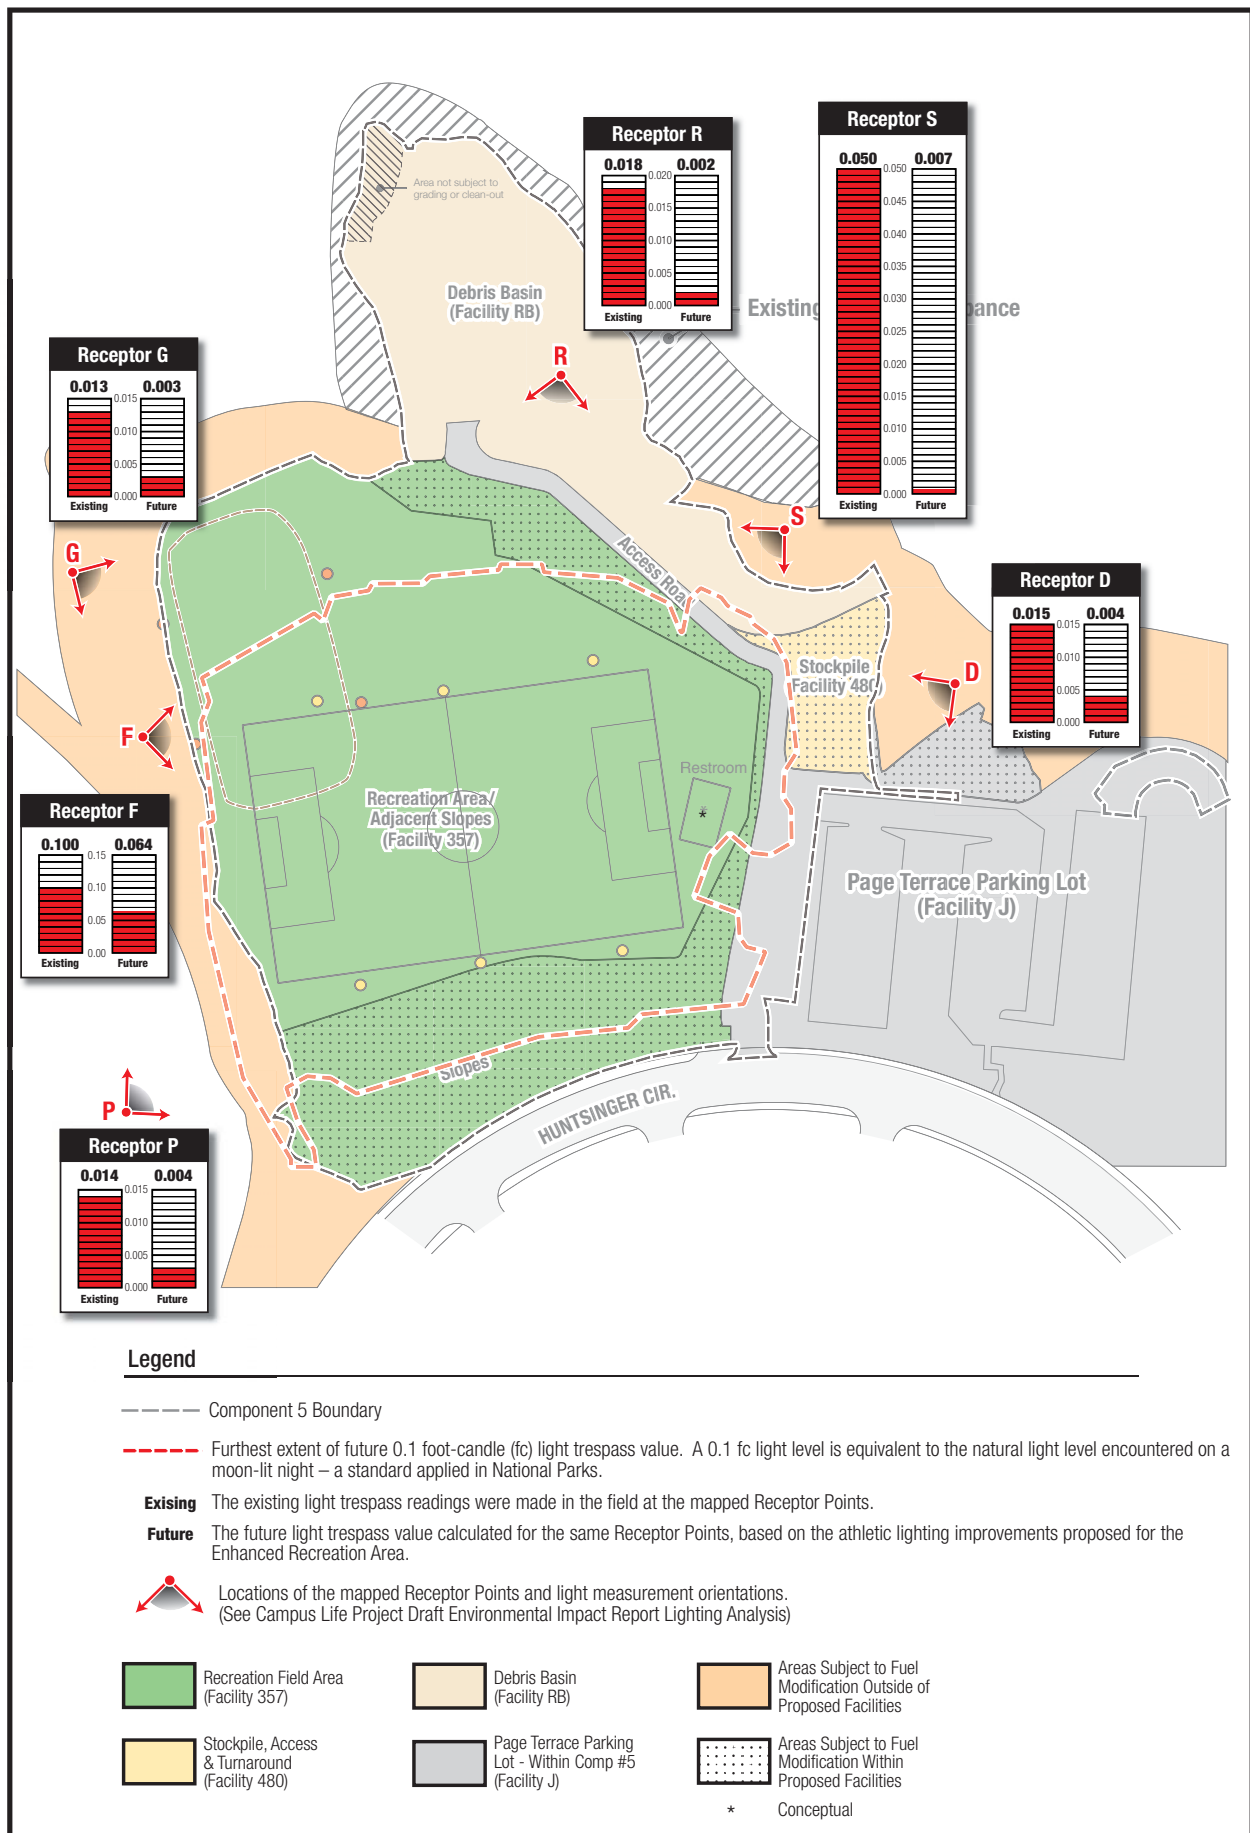 Receptor S
0.050
0.007
0.050
0.045
0.040
0.035
0.030
0.025
0.020
0.015
0.010
0.005
0.000
Existing
Future
Receptor R
0.018
0.002
0.020
0.015
0.010
0.005
0.000
Existing
Future
Area not subject to
grading or clean-out
Debris Basin
(Facility RB)
Existing
Receptor G
0.013
0.003
0.015
0.010
0.005
0.000
Existing
Future
R
G
S
Access Road
Receptor D
0.015
0.004
0.015
0.010
0.005
0.000
Existing
Future
Stockpile
Facility 480
D
F
Restroom
*
Recreation Area/
Adjacent Slopes
(Facility 357)
Receptor F
0.100
0.064
0.15
0.10
0.05
0.00
Existing
Future
Page Terrace Parking Lot
(Facility J)
Slopes
HUNTSINGER CIR.
P
Receptor P
0.014
0.004
0.015
0.010
0.005
0.000
Existing
Future
Legend
Component 5 Boundary
Furthest extent of future 0.1 foot-candle (fc) light trespass value. A 0.1 fc light level is equivalent to the natural light level encountered on a
moon-lit night – a standard applied in National Parks.
Exising The existing light trespass readings were made in the field at the mapped Receptor Points.
Future The future light trespass value calculated for the same Receptor Points, based on the athletic lighting improvements proposed for the
Enhanced Recreation Area.
Locations of the mapped Receptor Points and light measurement orientations.
(See Campus Life Project Draft Environmental Impact Report Lighting Analysis)
Recreation Field Area
(Facility 357)
Debris Basin
(Facility RB)
Areas Subject to Fuel
Modification Outside of
Proposed Facilities
Stockpile, Access
& Turnaround
(Facility 480)
Page Terrace Parking
Lot - Within Comp #5
(Facility J)
Areas Subject to Fuel
Modification Within
Proposed Facilities
* Conceptual